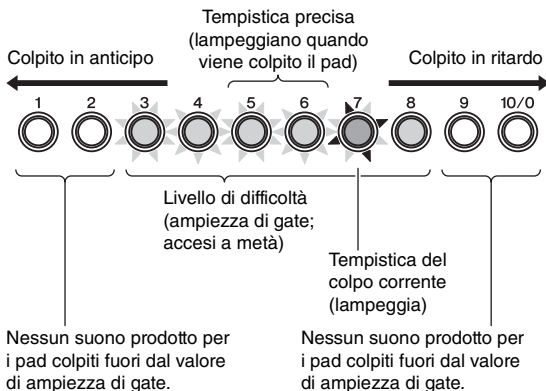 Tempistica precisa
(lampeggiano quando
viene colpito il pad)
Colpito in anticipo
Colpito in ritardo
1 2 3 4 5 6 7 8 9 10/0
Livello di difficoltà
(ampiezza di gate;
accesi a metà)
Tempistica del
colpo corrente
(lampeggia)
Nessun suono prodotto per
i pad colpiti fuori dal valore
di ampiezza di gate.
Nessun suono prodotto per
i pad colpiti fuori dal valore
di ampiezza di gate.